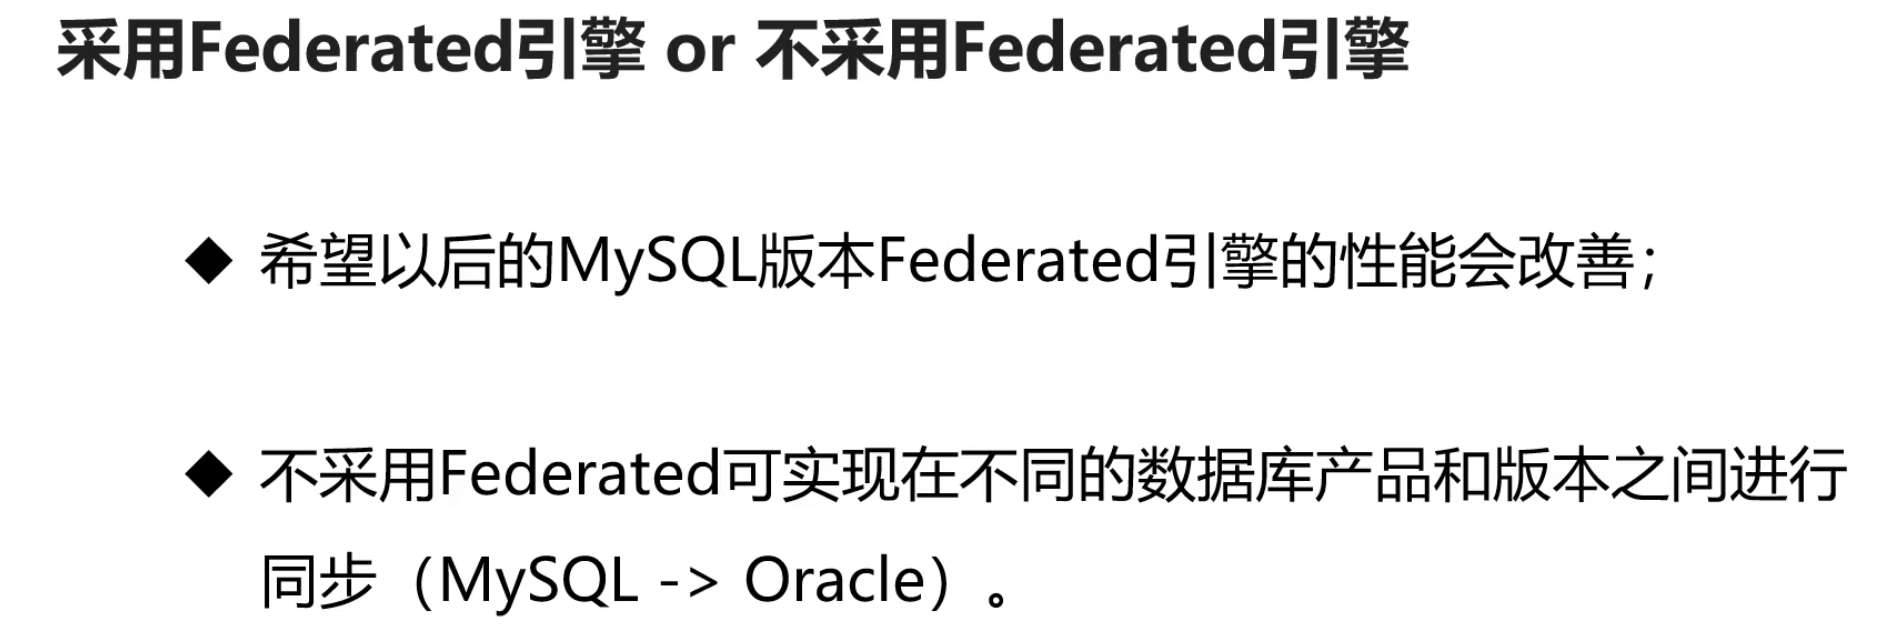 采用Federated引擎 or 不采用Federated引擎
◆ 希望以后的MySQL版本Federated引擎的性能会改善；
◆ 不采用Federated可实现在不同的数据库产品和版本之间进行
同步（MySQL -> Oracle）。